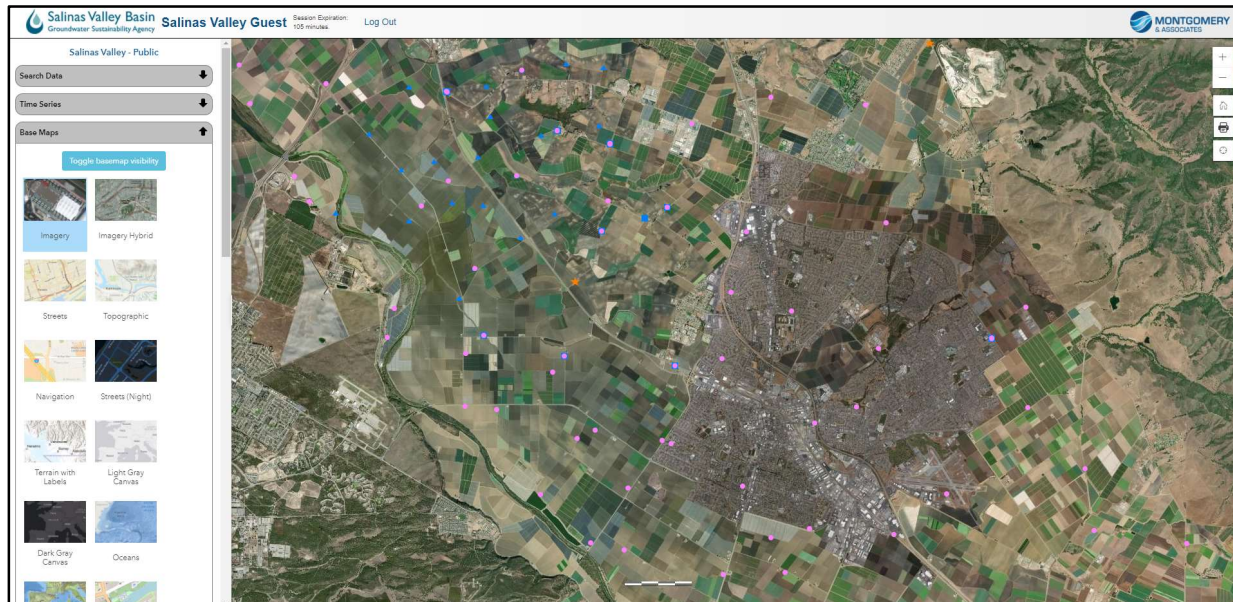 Salinas Valley Basin
Groundwater Sustainability Agency
Salinas Valley Guest
Session Expiration:
105 minutes.
Log Out
MONTGOMERY
& ASSOCIATES
Salinas Valley - Public
Search Data
Time Series
Base Maps
Toggle basemap visibility
Imagery
Imagery Hybrid
Streets
Topographic
Navigation
Streets (Night)
Terrain with
Labels
Light Gray
Canvas
Dark Gray
Canvas
Oceans